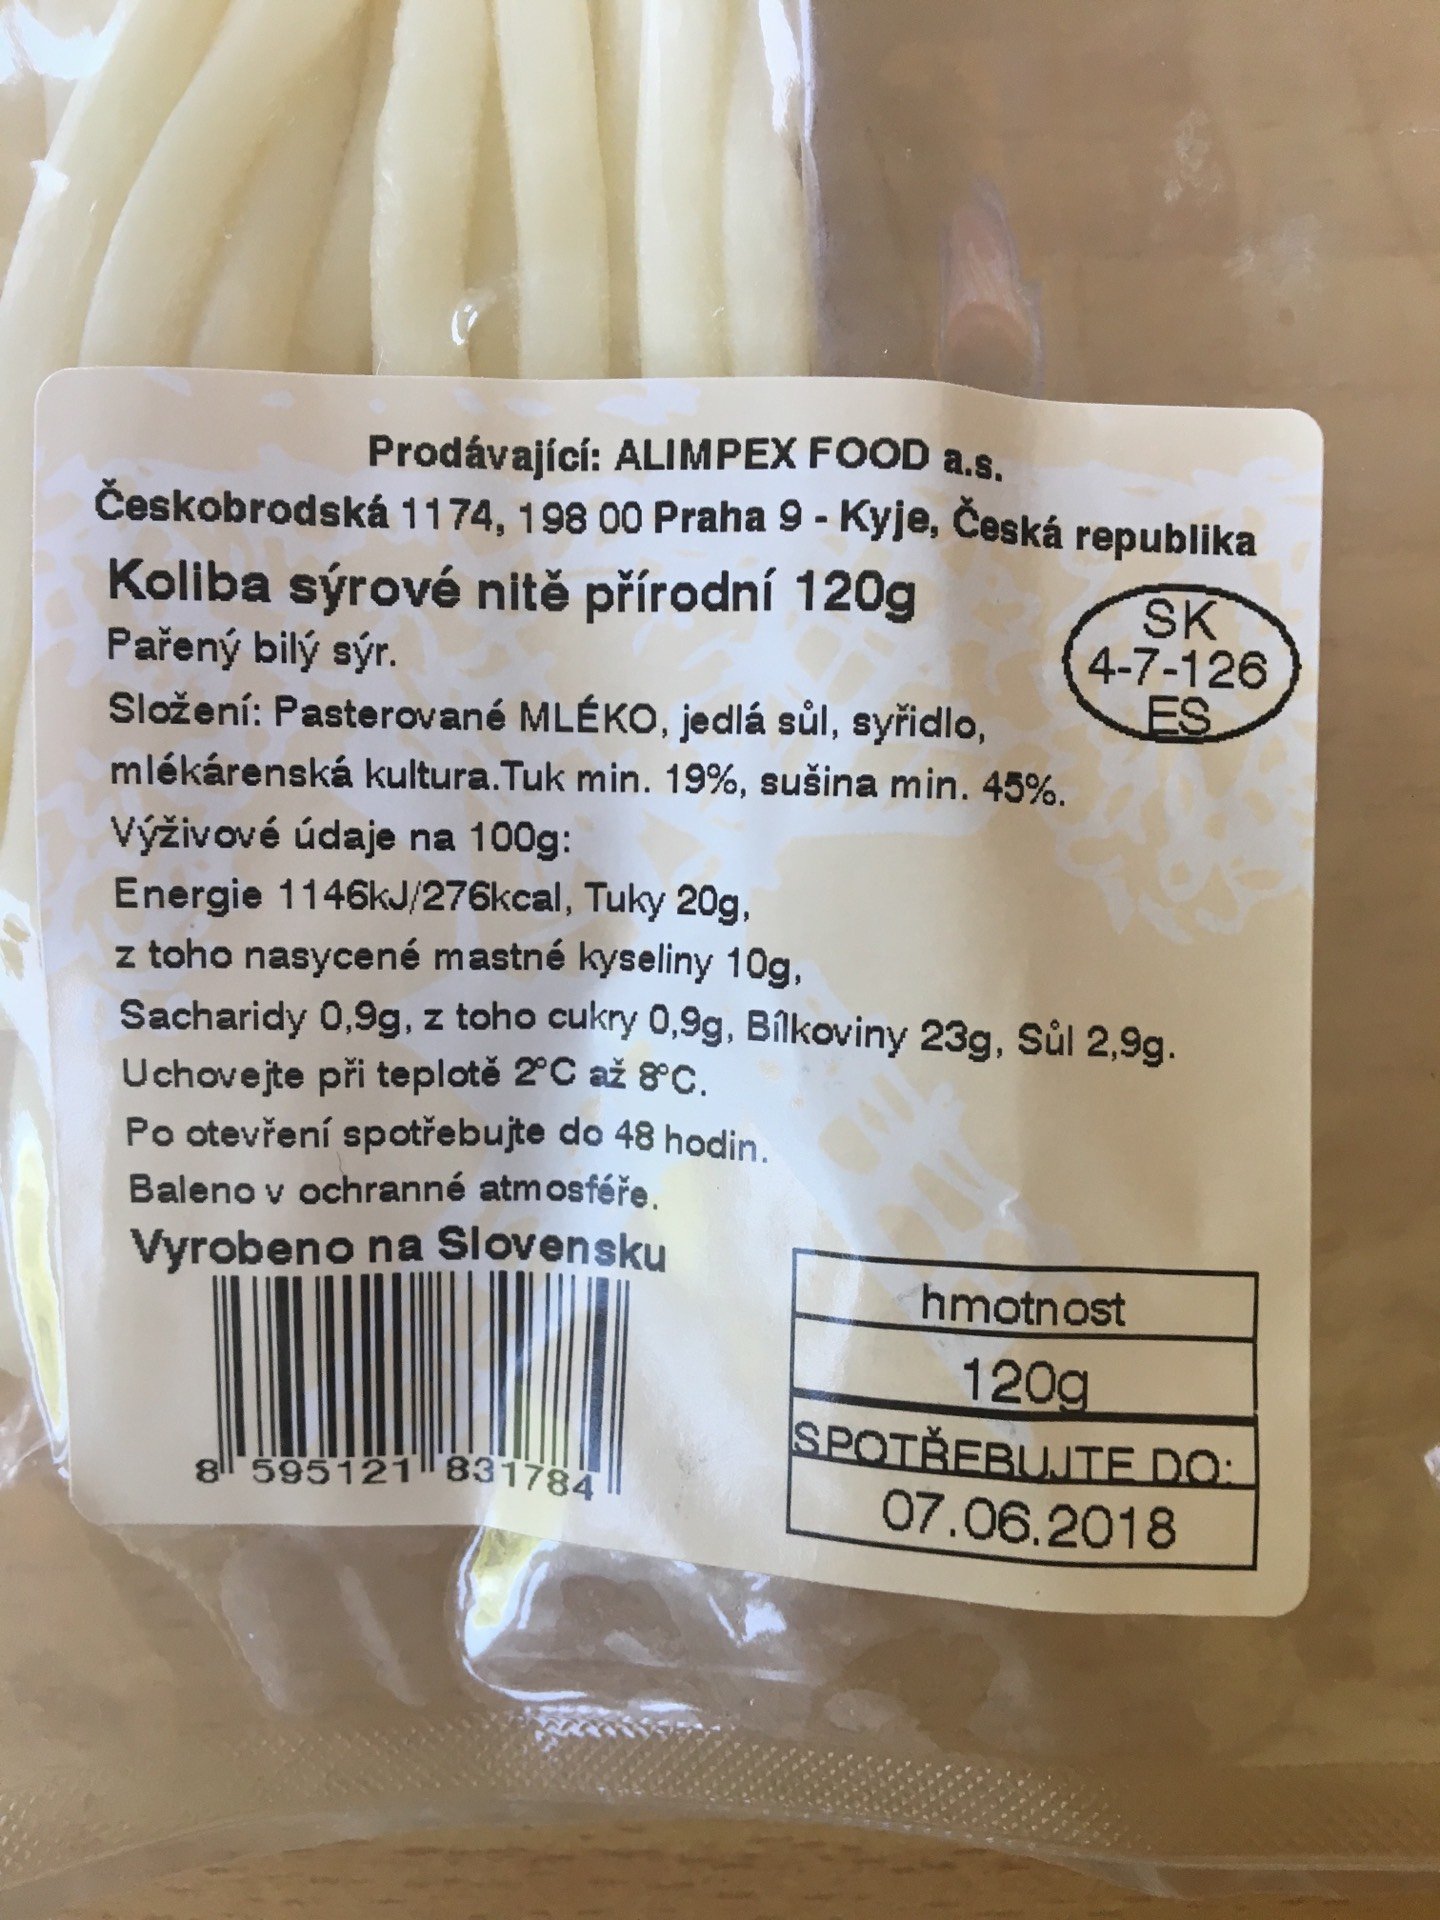 Prodávající: ALIMPEX FOOD a.s.
Českobrodská 1174, 198 00 Praha 9 - Kyje, Česká republika
Koliba sýrové nitě přírodní 120g
Pařený bilý sýr.
SK
4-7-126
ES
Složení: Pasterované MLÉKO, jedlá sůl, syřidlo,
mlékárenská kultura.Tuk min. 19%, sušina min. 45%.
Výživové údaje na 100g:
Energie 1146kJ/276kcal, Tuky 20g,
z toho nasycené mastné kyseliny 10g,
Sacharidy 0,9g, z toho cukry 0,9g, Bílkoviny 23g, Sůl 2,9g.
Uchovejte při teplotě 2°C až 8°C.
Po otevření spotřebujte do 48 hodin.
Baleno v ochranné atmosféře.
Vyrobeno na Slovensku
8 595121 831784
hmotnost
120g
SPOTŘEBUJTE DO:
07.06.2018